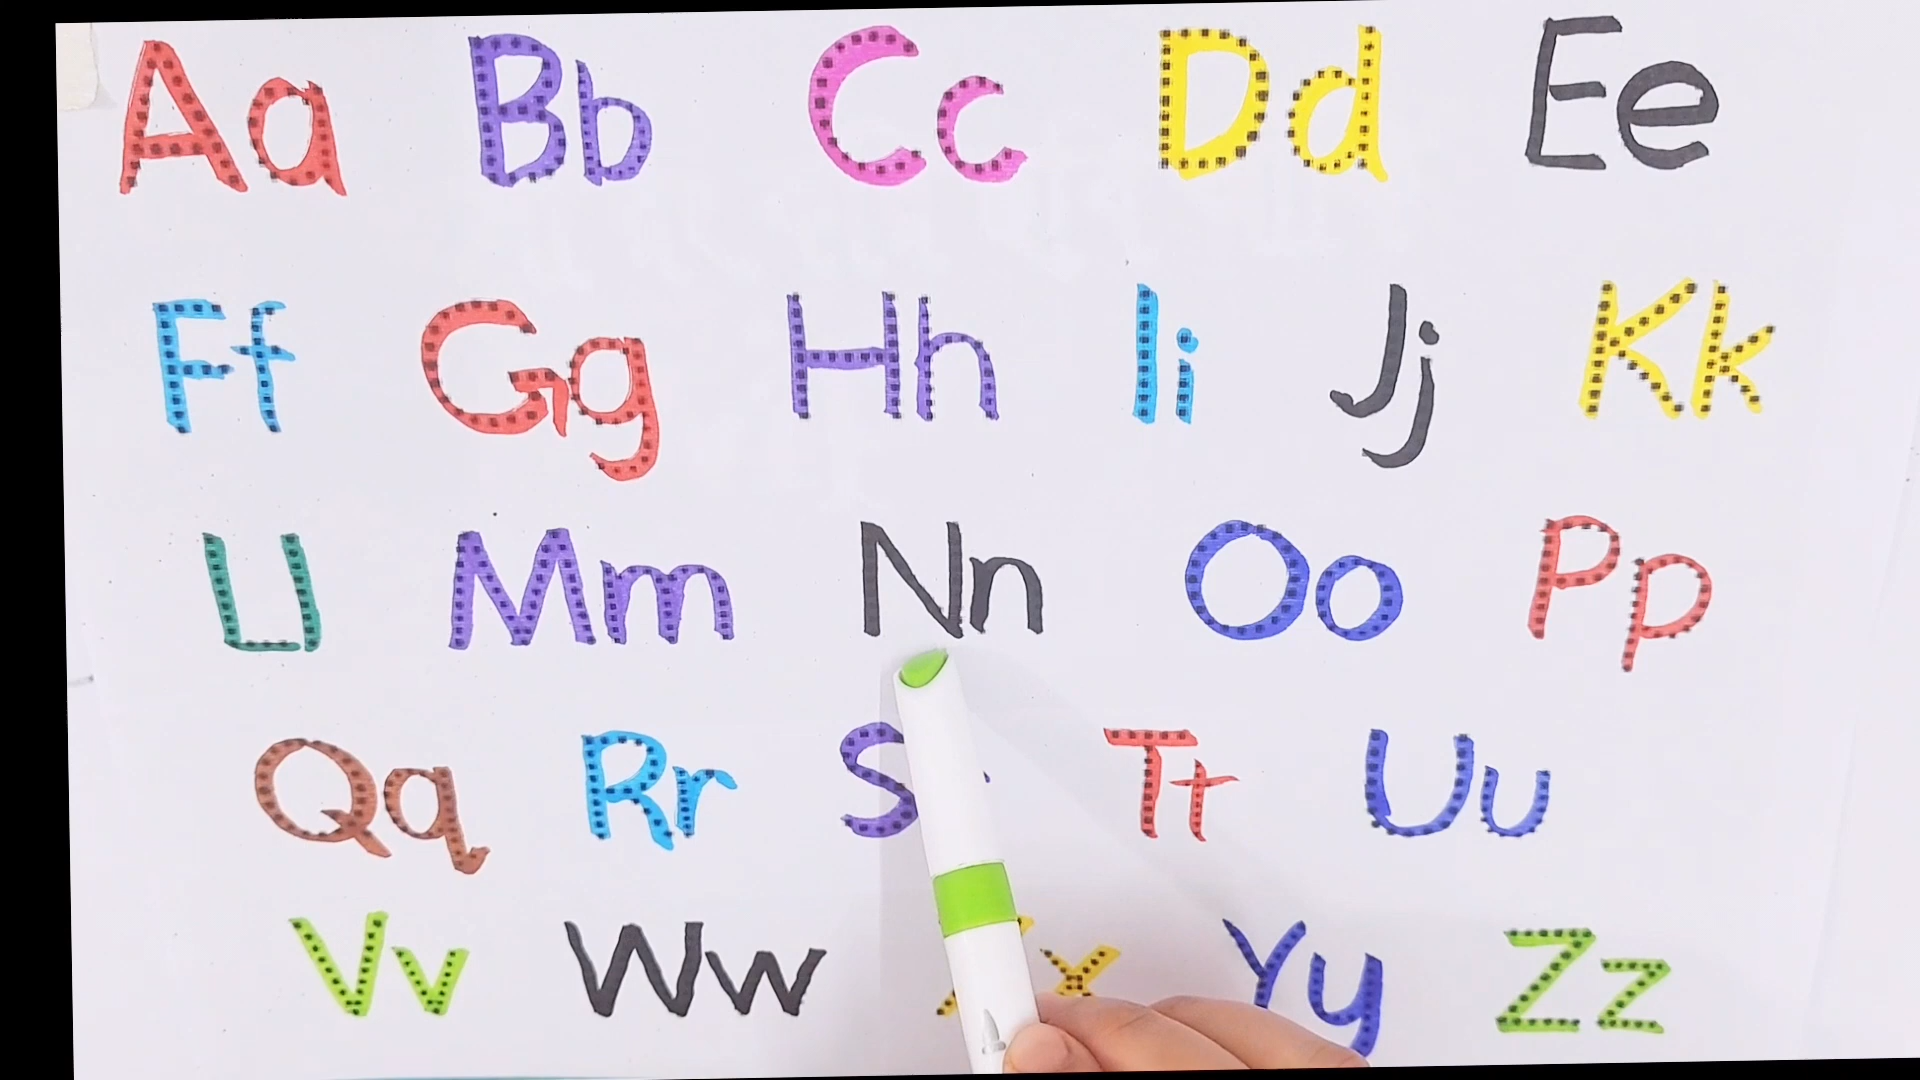 Aa Bb Cc Dd Ee
Ff Gg Hh Ii Jj Kk
Ll Mm Nn Oo Pp
Qq Rr S Tt Uu
Vv Ww x Yy Zz